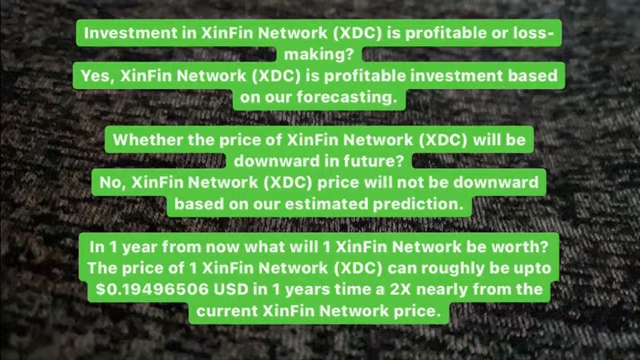 Investment in XinFin Network (XDC) is profitable or loss-
making?
Yes, XinFin Network (XDC) is profitable investment based
on our forecasting.
Whether the price of XinFin Network (XDC) will be
downward in future?
No, XinFin Network (XDC) price will not be downward
based on our estimated prediction.
In 1 year from now what will 1 XinFin Network be worth?
The price of 1 XinFin Network (XDC) can roughly be upto
$0.19496506 USD in 1 years time a 2X nearly from the
current XinFin Network price.